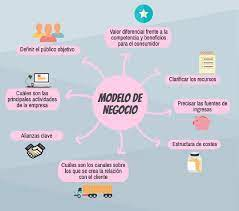 Valor diferencial frente a la
competencia y beneficios
para el consumidor
Definir el público objetivo
Clarificar los recursos
Cuáles son las
principales actividades
de la empresa
MODELO DE
NEGOCIO
Precisar las fuentes de
ingresos
Alianzas clave
Estructura de costes
Cuáles son los canales sobre
los que se crea la relación
con el cliente